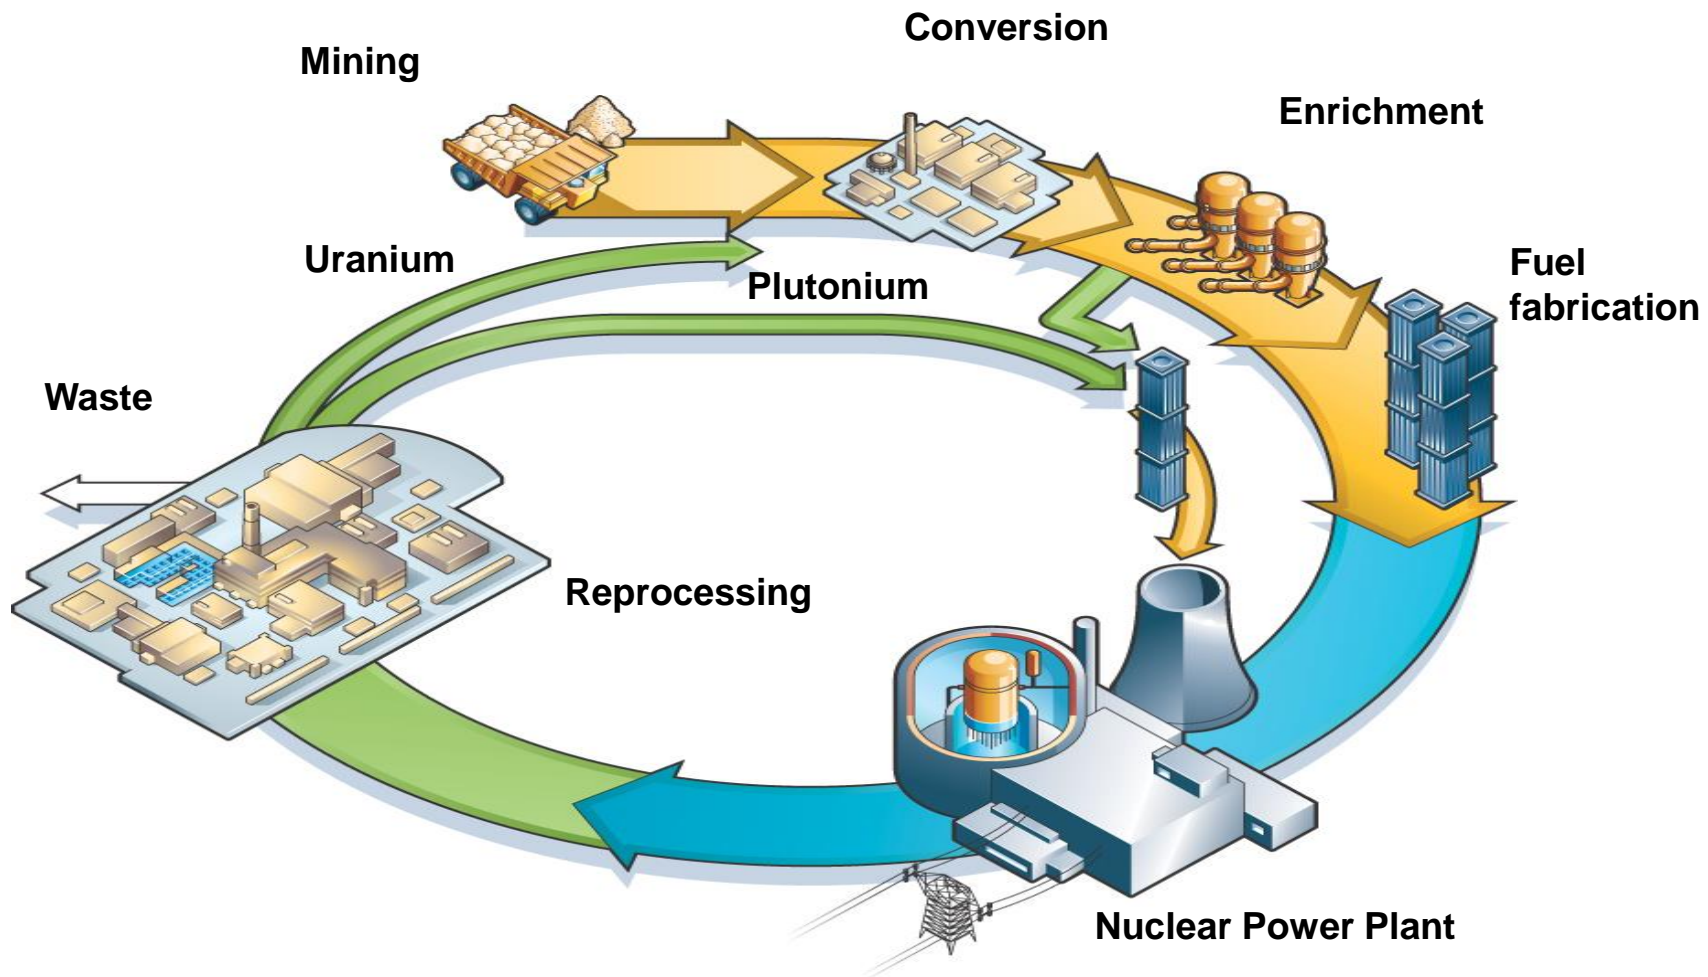 Conversion
Mining
Enrichment
Uranium
Plutonium
Fuel
fabrication
Waste
Reprocessing
Nuclear Power Plant